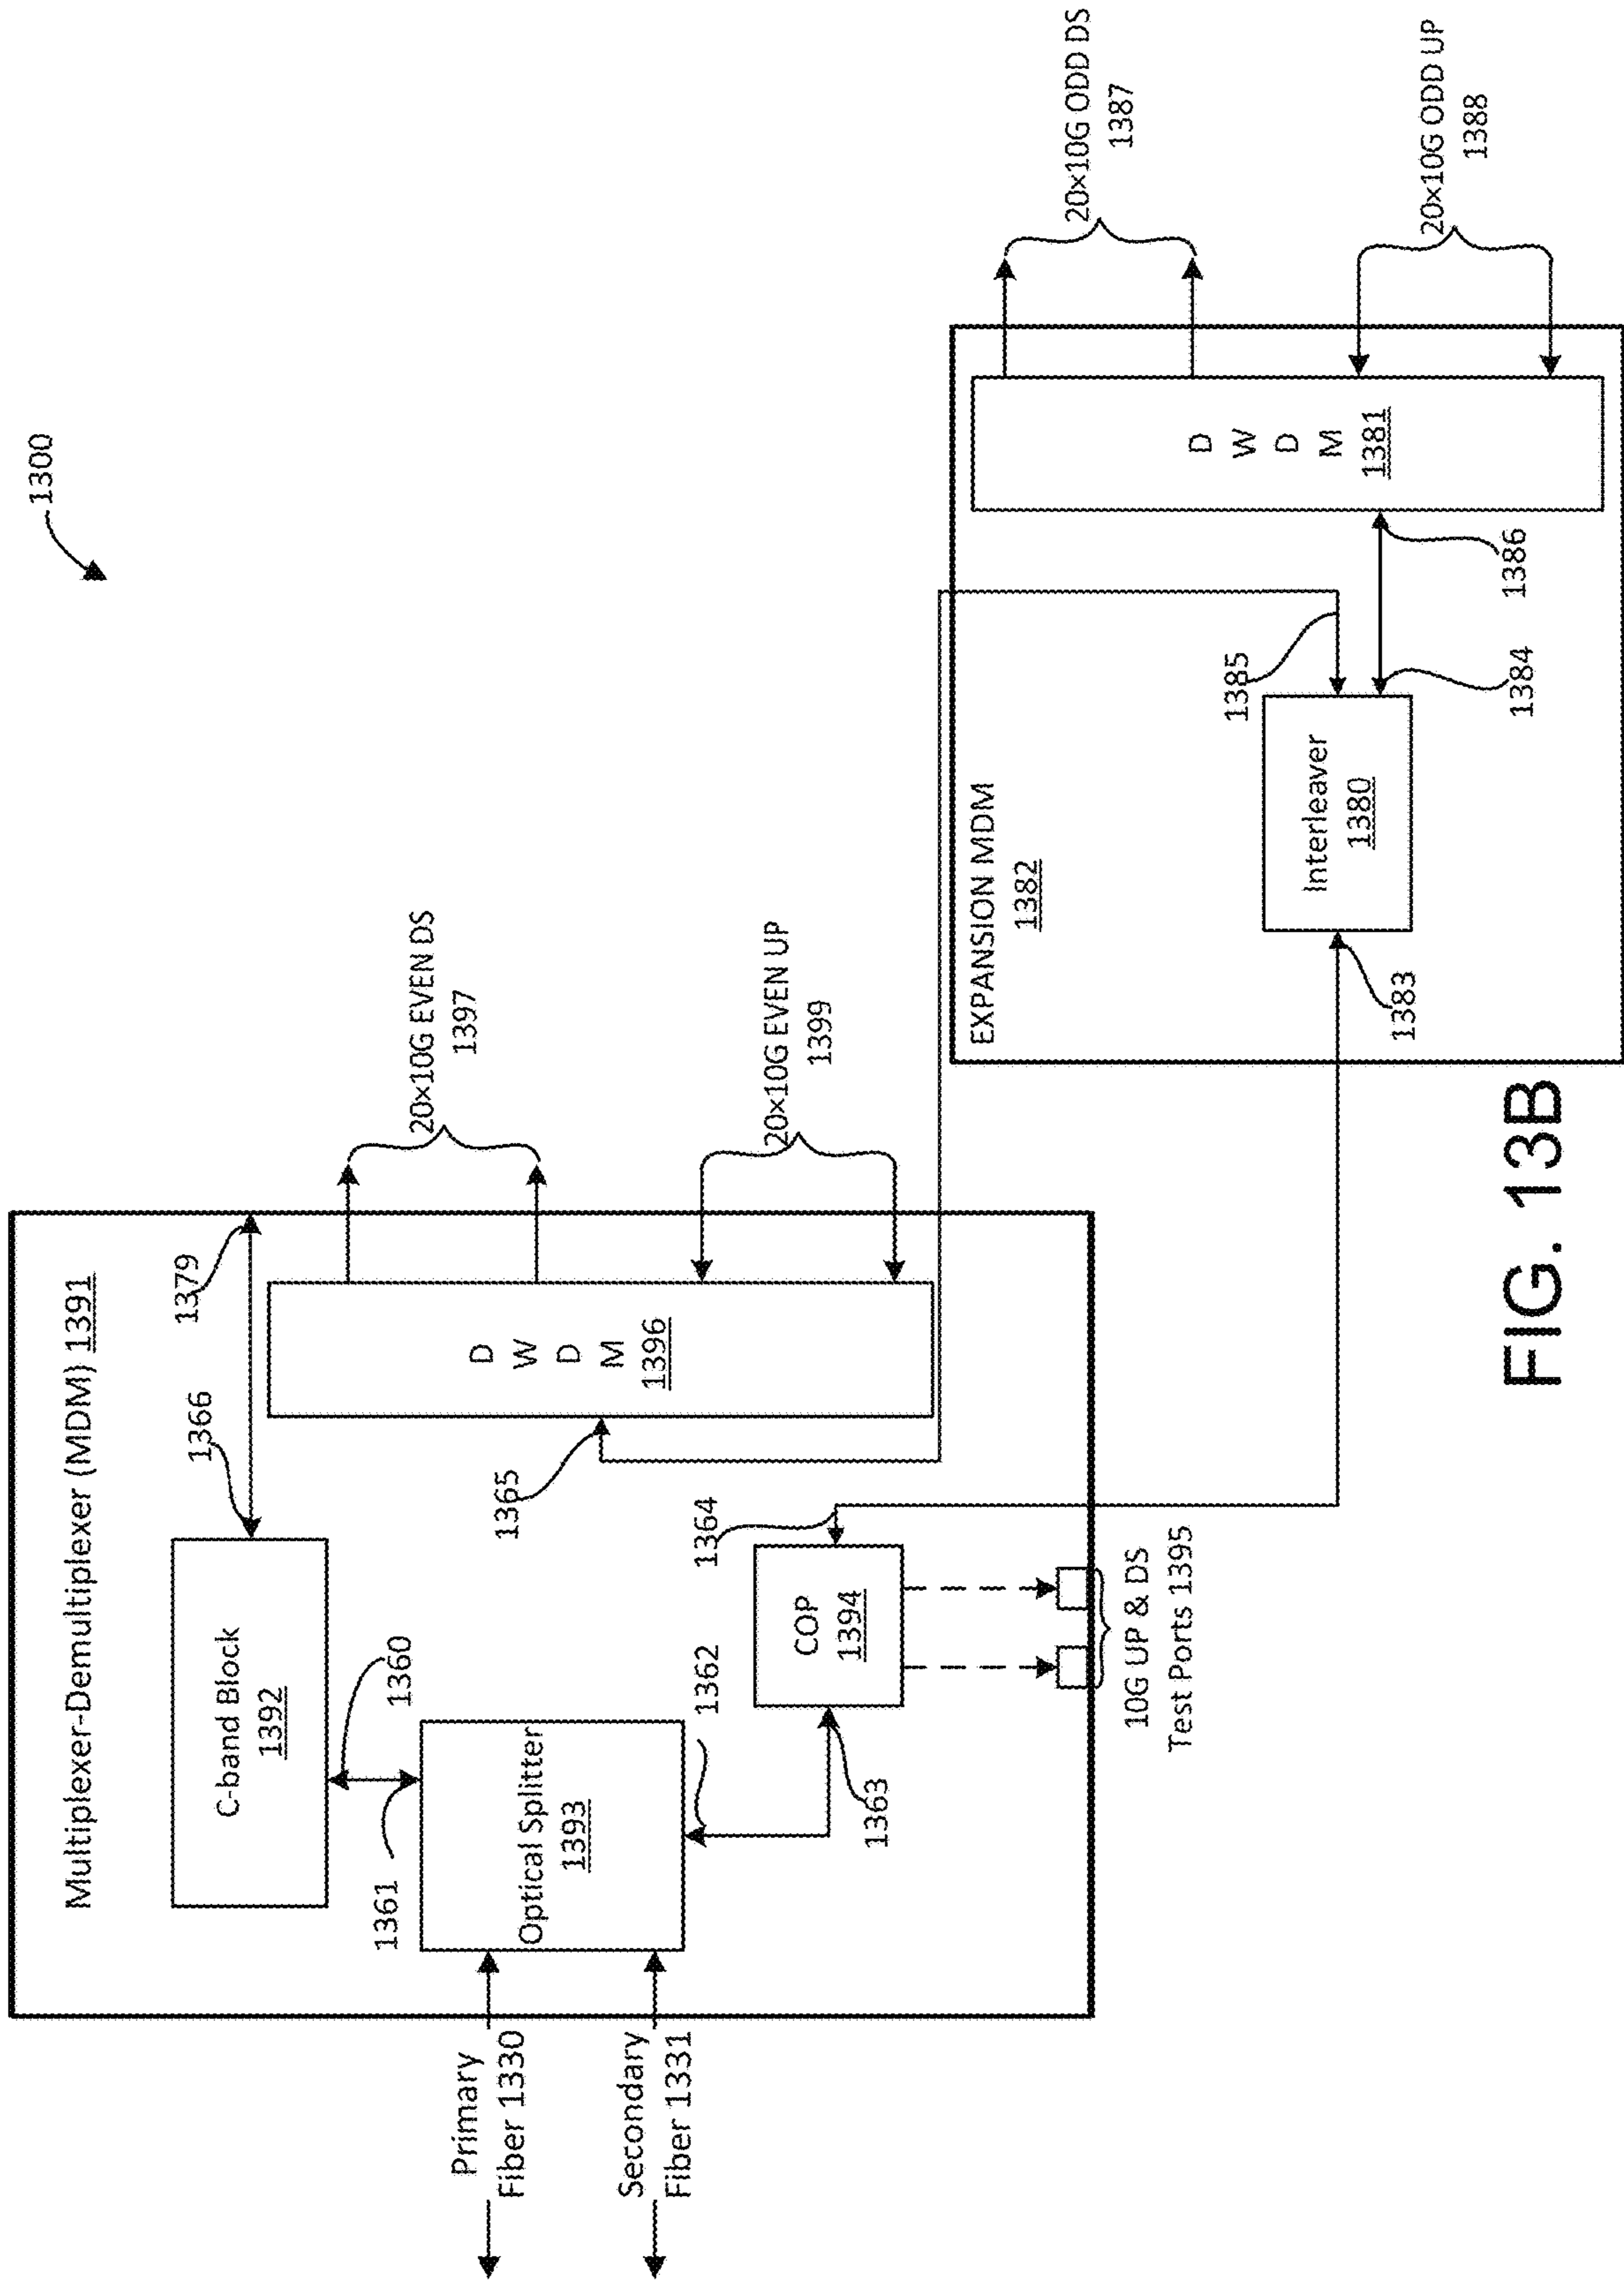 1300
Multiplexer-Demultiplexer (MDM) 1391
C-band Block
1392
1366
1379
1360
1361
Optical Splitter
1393
Primary
Fiber 1330
Secondary
Fiber 1331
1362
1363
COP
1394
1364
1365
D
W
D
M
1396
20×10G EVEN DS
1397
20×10G EVEN UP
1399
10G UP & DS
Test Ports 1395
EXPANSION MDM
1382
Interleaver
1380
1383
1385
1384
1386
D
W
D
M
1381
20×10G ODD DS
1387
20×10G ODD UP
1388
FIG. 13B